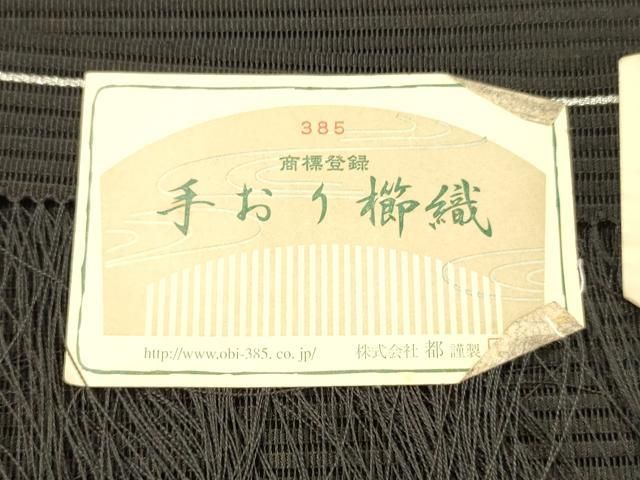 385
商標登録
手おり櫛織
http://www.obi-385.co.jp/ 株式会社 都 謹製